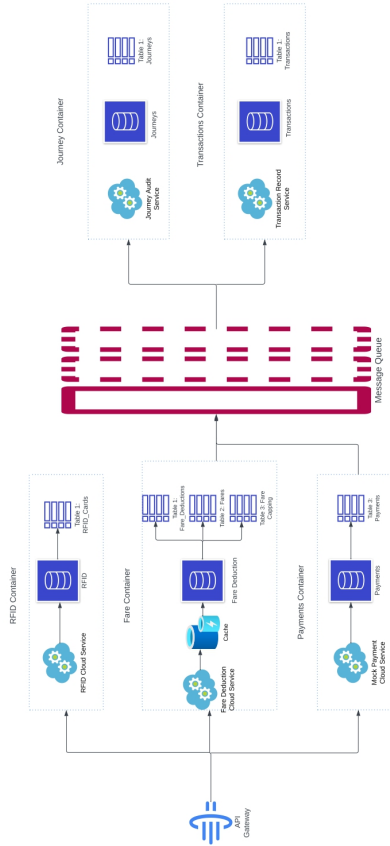 API
Gateway
RFID Container
RFID Cloud Service
RFID
Table 1:
RFID_Cards
Fare Container
Fare Deduction
Cloud Service
Cache
Fare Deduction
Table 1:
Fare_Deductions
Table 2: Fares
Table 3: Fare
Capping
Payments Container
Mock Payment
Cloud Service
Payments
Table 2:
Payments
Message Queue
Journey Container
Journey Audit
Service
Journeys
Table 1:
Journeys
Transactions Container
Transaction Record
Service
Transactions
Table 1:
Transactions